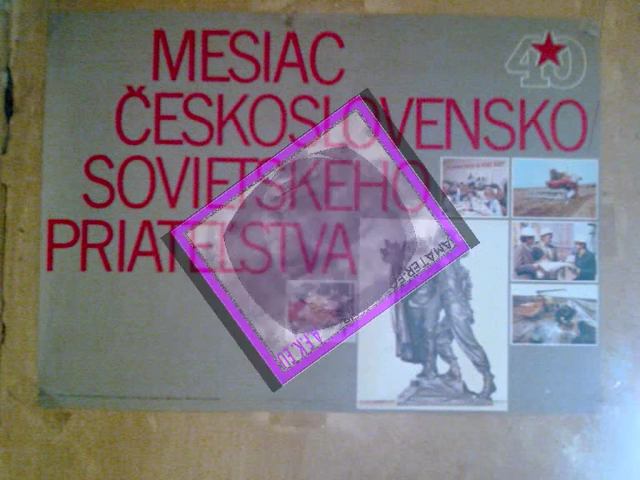 MESIAC
ČESKOSLOVENSKO
SOVIETSKEHO
PRIATEĽSTVA
40